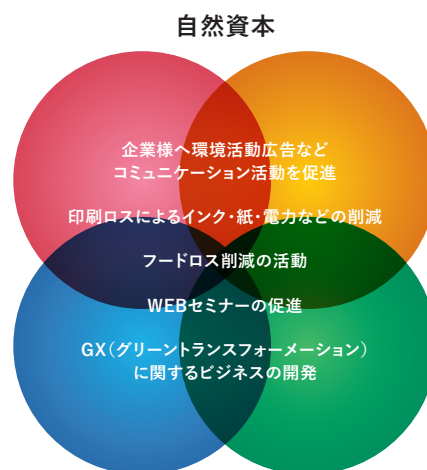 自然資本
企業様へ環境活動広告など
コミュニケーション活動を促進
印刷ロスによるインク・紙・電力などの削減
フードロス削減の活動
WEBセミナーの促進
GX（グリーントランスフォーメーション）
に関するビジネスの開発